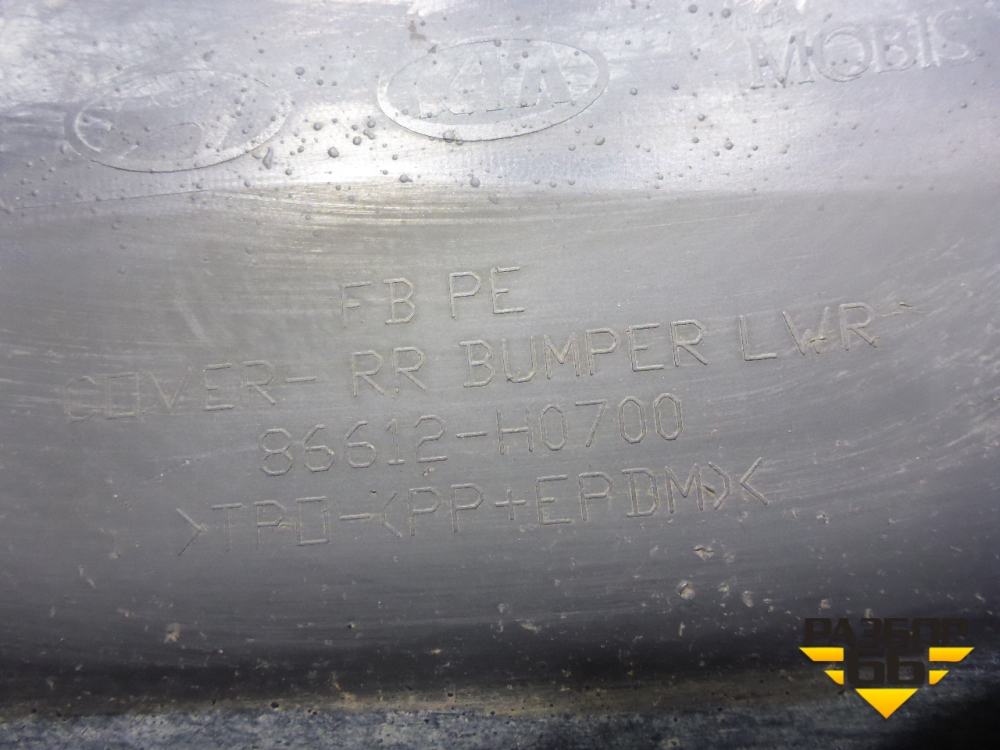 KIA
MOBIS
FB PE
COVER- RR BUMPER LWR
86612-H0700
>TPO-<PP+EPDM><
РАЗБОР
66